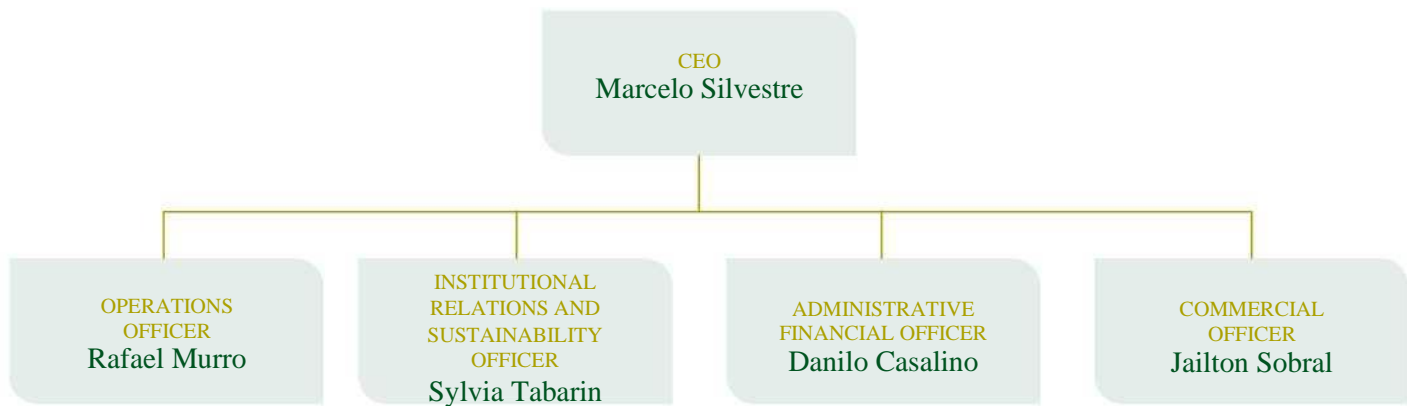 CEO
Marcelo Silvestre
OPERATIONS
OFFICER
Rafael Murro
INSTITUTIONAL
RELATIONS AND
SUSTAINABILITY
OFFICER
Sylvia Tabarin
ADMINISTRATIVE
FINANCIAL OFFICER
Danilo Casalino
COMMERCIAL
OFFICER
Jailton Sobral